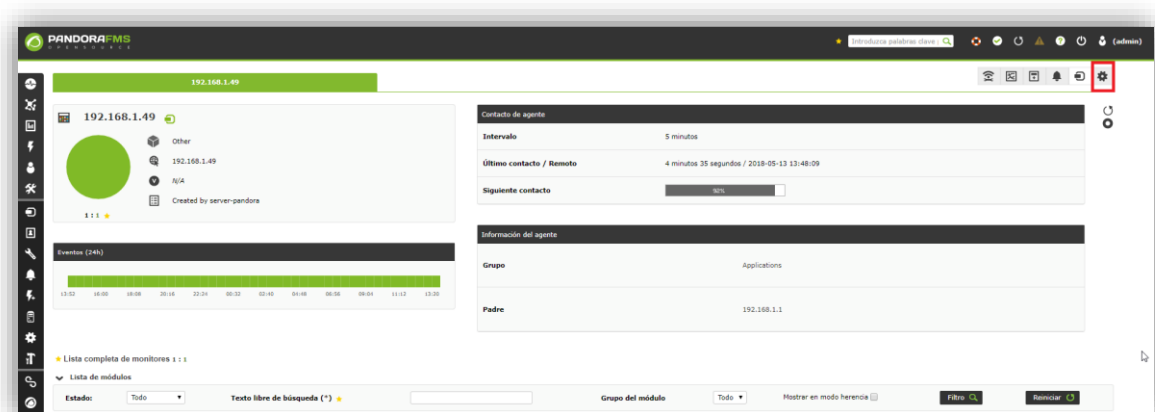 PANDORAFMS
OPENSOURCE
Introduzca palabras clave
(admin)
192.168.1.49
192.168.1.49
Other
192.168.1.49
N/A
Created by server-pandora
1 : 1
Contacto de agente
Intervalo 5 minutos
Último contacto / Remoto 4 minutos 35 segundos / 2018-05-13 13:48:09
Siguiente contacto 92%
Eventos (24h)
13:52 16:00 18:08 20:16 22:24 00:32 02:40 04:48 06:56 09:04 11:12 13:20
Información del agente
Grupo Applications
Padre 192.168.1.1
Lista completa de monitores 1 : 1
Lista de módulos
Estado: Todo Texto libre de búsqueda (*) Grupo del módulo Todo Mostrar en modo herencia Filtro Reiniciar